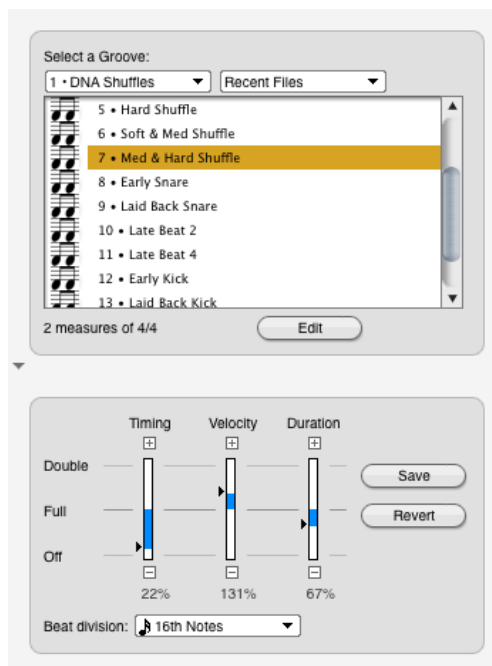 Select a Groove:
1 • DNA Shuffles Recent Files
5 • Hard Shuffle
6 • Soft & Med Shuffle
7 • Med & Hard Shuffle
8 • Early Snare
9 • Laid Back Snare
10 • Late Beat 2
11 • Late Beat 4
12 • Early Kick
13 • Laid Back Kick
2 measures of 4/4 Edit
Timing Velocity Duration
Double Save
Full Revert
Off
22% 131% 67%
Beat division: 16th Notes